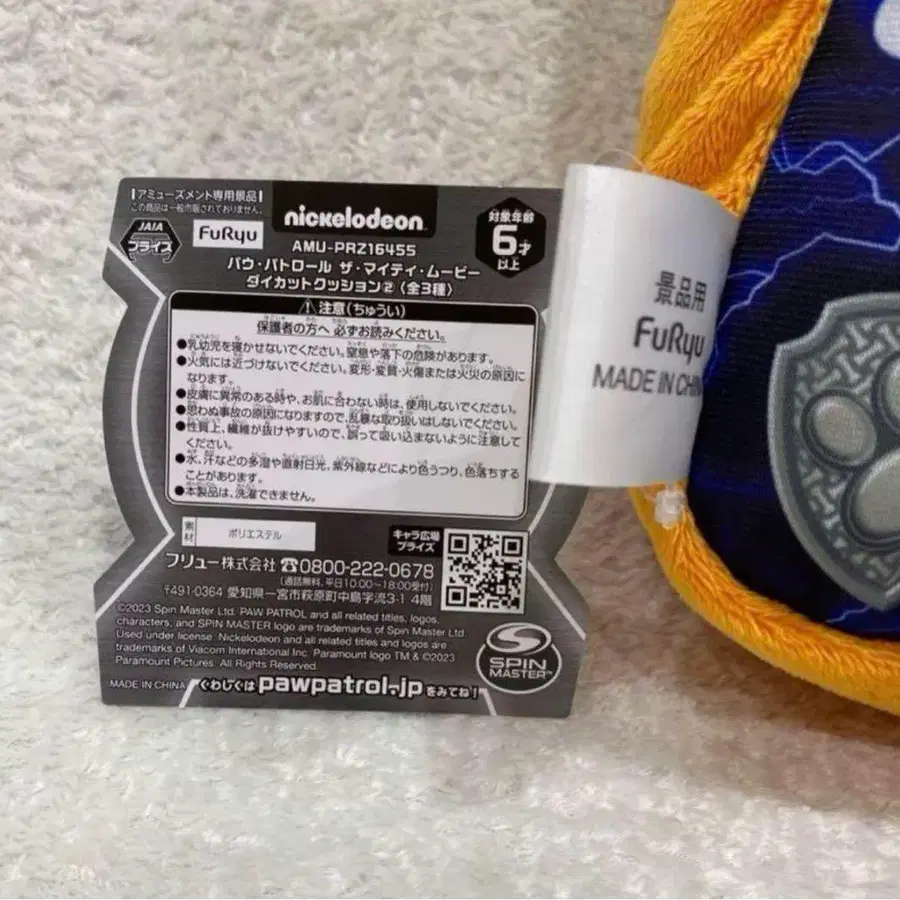 【アミューズメント専用景品】
この商品は一般市販されておりません。
JAIA
プライズ
FuRyu
nickelodeon
対象年齢
6才
以上
AMU-PRZ16455
パウ・パトロール ザ・マイティ・ムービー
ダイカットクッション②〈全3種〉
注意(ちゅうい)
保護者の方へ 必ずお読みください。
●乳幼児を寝かせないでください。窒息や落下の危険があります。
●火気には近づけないでください。変形・変質・火傷または火災の原因に
なります。
●皮膚に異常のある時や、お肌に合わない時は、使用しないでください。
●思わぬ事故の原因になりますので、乱暴な取り扱いはしないでください。
●性質上、繊維が抜けやすいので、誤って吸い込まないように注意して
ください。
●水、汗などの多湿や直射日光、紫外線などにより色うつり、色落ちする
ことがあります。
●本製品は、洗濯できません。
素材
ポリエステル
キャラ広場
プライズ
フリュー株式会社 ☎0800-222-0678
(通話無料、平日10:00~18:00受付)
〒491-0364 愛知県一宮市萩原町中島字流3-1 4階
©2023 Spin Master Ltd. PAW PATROL and all related titles, logos,
characters, and SPIN MASTER logo are trademarks of Spin Master Ltd.
Used under license. Nickelodeon and all related titles and logos are
trademarks of Viacom International Inc. Paramount logo TM & ©2023
Paramount Pictures. All Rights Reserved.
SPIN
MASTER™
MADE IN CHINA
くわしくは pawpatrol.jp をみてね!
景品用
FuRyu
MADE IN CHIN